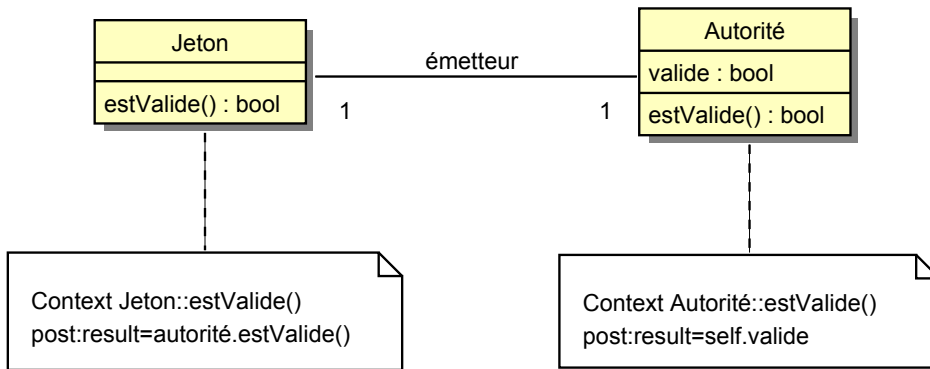 Jeton
estValide() : bool
émetteur
1
1
Autorité
valide : bool
estValide() : bool
Context Jeton::estValide()
post:result=autorité.estValide()
Context Autorité::estValide()
post:result=self.valide